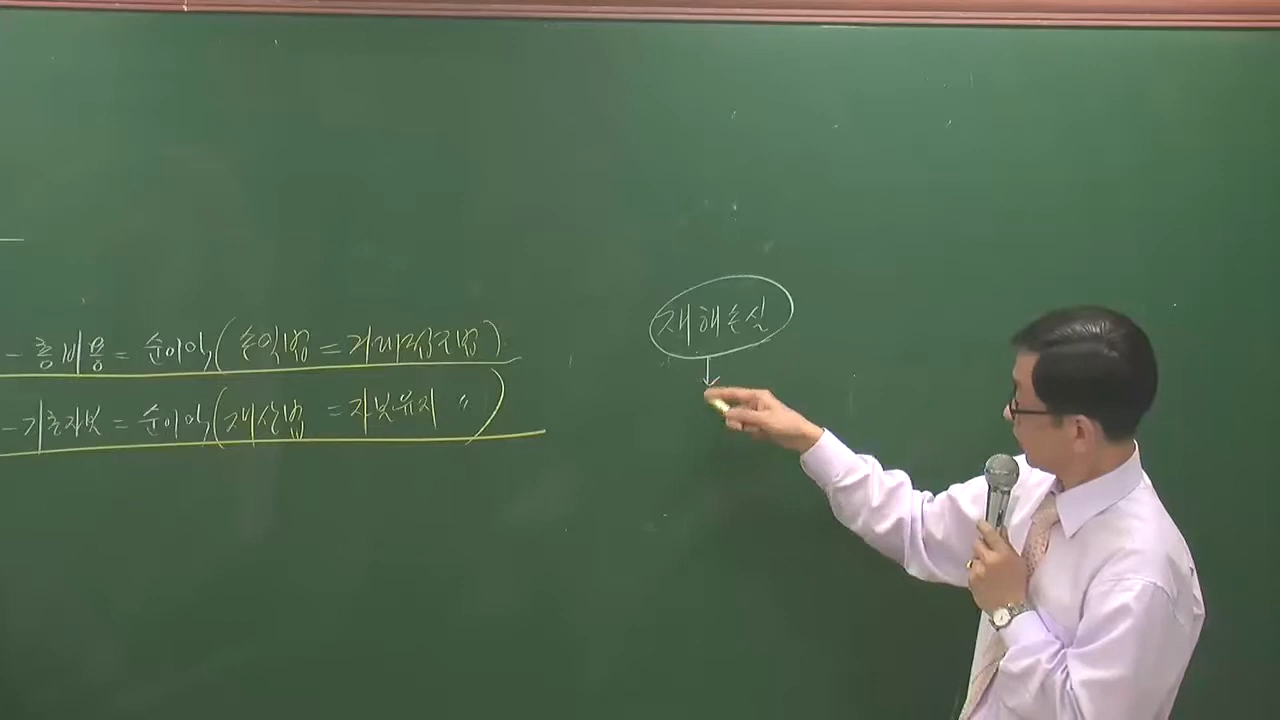 - 총비용 = 순이익 (손익법 = 거래접근법)
- 기초자본 = 순이익 (재산법 = 자본유지 〃 )
재해손실